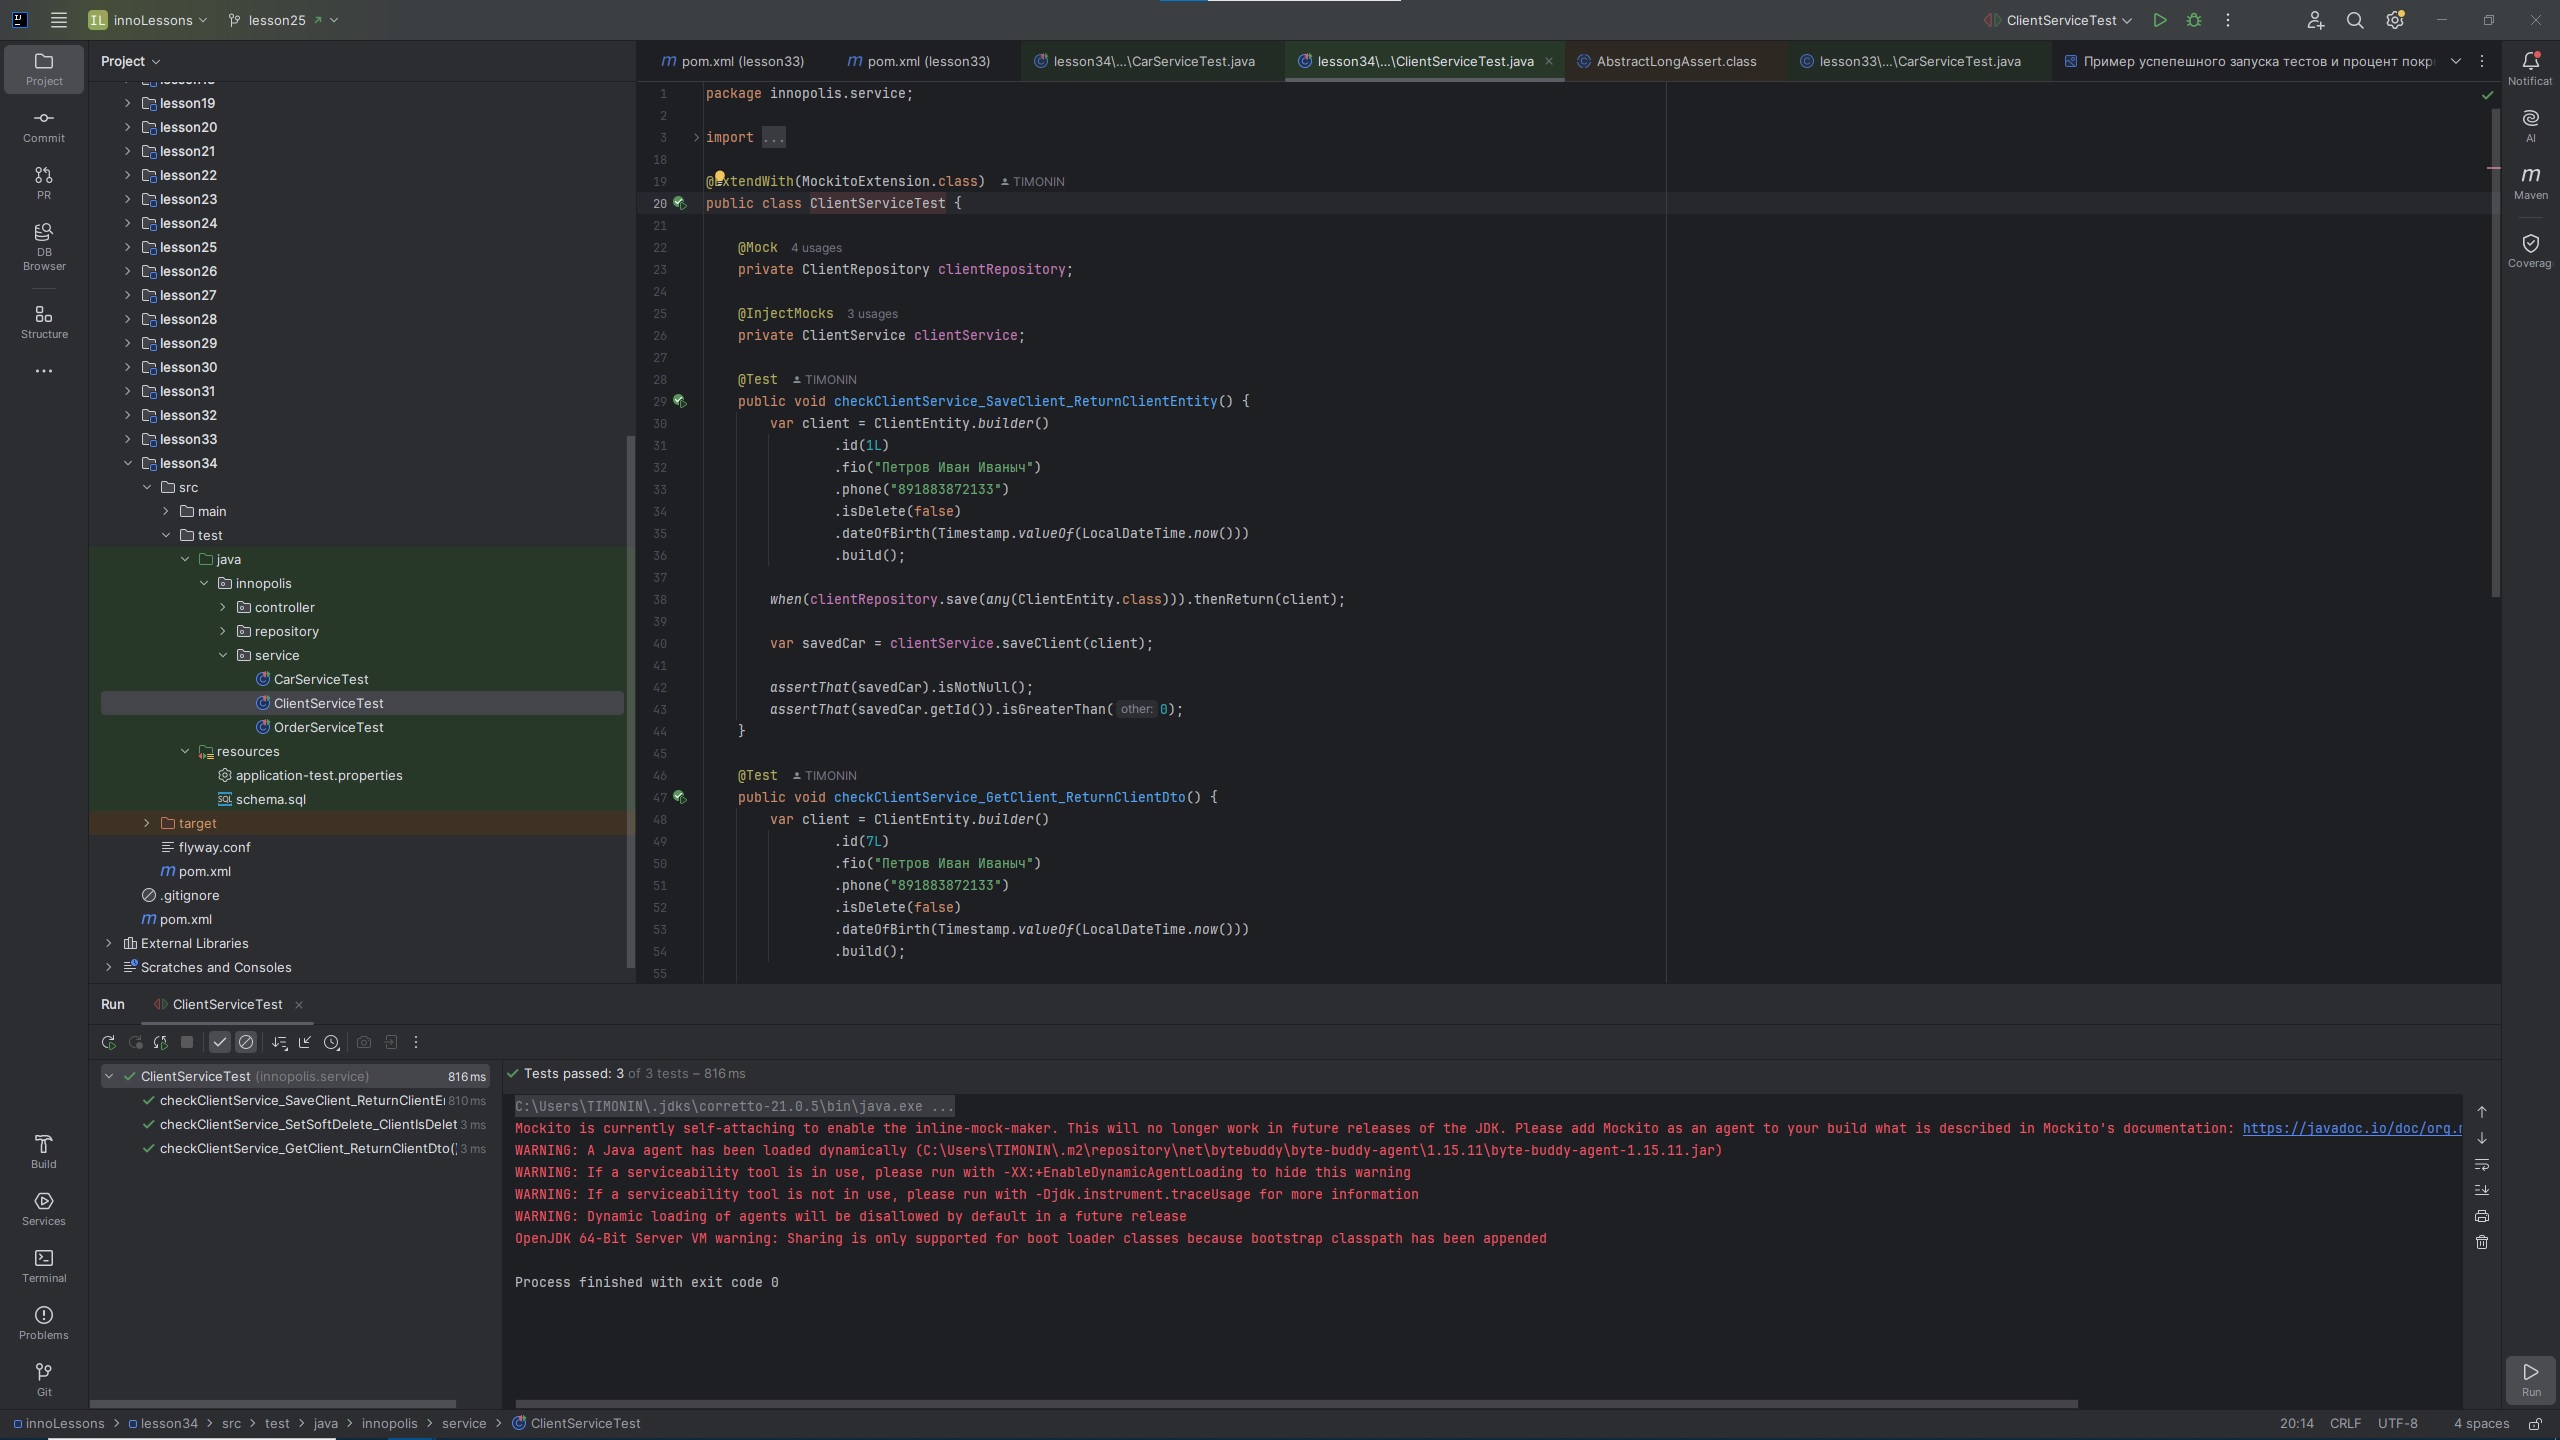 IL innoLessons lesson25 ClientServiceTest
Project
Commit
PR
DB
Browser
Structure
Build
Services
Terminal
Problems
Git
Project
lesson19
lesson20
lesson21
lesson22
lesson23
lesson24
lesson25
lesson26
lesson27
lesson28
lesson29
lesson30
lesson31
lesson32
lesson33
lesson34
src
main
test
java
innopolis
controller
repository
service
CarServiceTest
ClientServiceTest
OrderServiceTest
resources
application-test.properties
schema.sql
target
flyway.conf
pom.xml
.gitignore
pom.xml
External Libraries
Scratches and Consoles
pom.xml (lesson33) pom.xml (lesson33) lesson34\...\CarServiceTest.java lesson34\...\ClientServiceTest.java AbstractLongAssert.class lesson33\...\CarServiceTest.java Пример успепешного запуска тестов и процент покр
1 package innopolis.service;
2
3 import ...
18
19 @ExtendWith(MockitoExtension.class) TIMONIN
20 public class ClientServiceTest {
21
22 @Mock 4 usages
23 private ClientRepository clientRepository;
24
25 @InjectMocks 3 usages
26 private ClientService clientService;
27
28 @Test TIMONIN
29 public void checkClientService_SaveClient_ReturnClientEntity() {
30 var client = ClientEntity.builder()
31 .id(1L)
32 .fio("Петров Иван Иваныч")
33 .phone("891883872133")
34 .isDelete(false)
35 .dateOfBirth(Timestamp.valueOf(LocalDateTime.now()))
36 .build();
37
38 when(clientRepository.save(any(ClientEntity.class))).thenReturn(client);
39
40 var savedCar = clientService.saveClient(client);
41
42 assertThat(savedCar).isNotNull();
43 assertThat(savedCar.getId()).isGreaterThan( other: 0);
44 }
45
46 @Test TIMONIN
47 public void checkClientService_GetClient_ReturnClientDto() {
48 var client = ClientEntity.builder()
49 .id(7L)
50 .fio("Петров Иван Иваныч")
51 .phone("891883872133")
52 .isDelete(false)
53 .dateOfBirth(Timestamp.valueOf(LocalDateTime.now()))
54 .build();
55
Notificat
AI
Maven
Coverag
Run
Run ClientServiceTest
ClientServiceTest (innopolis.service) 816 ms
checkClientService_SaveClient_ReturnClientE 810 ms
checkClientService_SetSoftDelete_ClientIsDelet 3 ms
checkClientService_GetClient_ReturnClientDto() 3 ms
Tests passed: 3 of 3 tests – 816 ms
C:\Users\TIMONIN\.jdks\corretto-21.0.5\bin\java.exe ...
Mockito is currently self-attaching to enable the inline-mock-maker. This will no longer work in future releases of the JDK. Please add Mockito as an agent to your build what is described in Mockito's documentation: https://javadoc.io/doc/org.m
WARNING: A Java agent has been loaded dynamically (C:\Users\TIMONIN\.m2\repository\net\bytebuddy\byte-buddy-agent\1.15.11\byte-buddy-agent-1.15.11.jar)
WARNING: If a serviceability tool is in use, please run with -XX:+EnableDynamicAgentLoading to hide this warning
WARNING: If a serviceability tool is not in use, please run with -Djdk.instrument.traceUsage for more information
WARNING: Dynamic loading of agents will be disallowed by default in a future release
OpenJDK 64-Bit Server VM warning: Sharing is only supported for boot loader classes because bootstrap classpath has been appended
Process finished with exit code 0
innoLessons > lesson34 > src > test > java > innopolis > service > ClientServiceTest 20:14 CRLF UTF-8 4 spaces